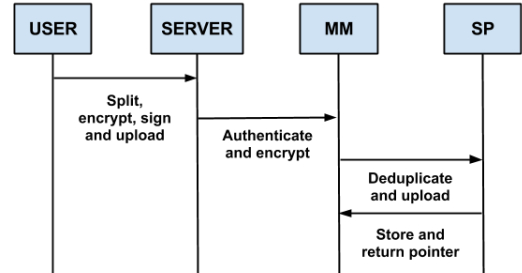 USER
SERVER
MM
SP
Split,
encrypt, sign
and upload
Authenticate
and encrypt
Deduplicate
and upload
Store and
return pointer